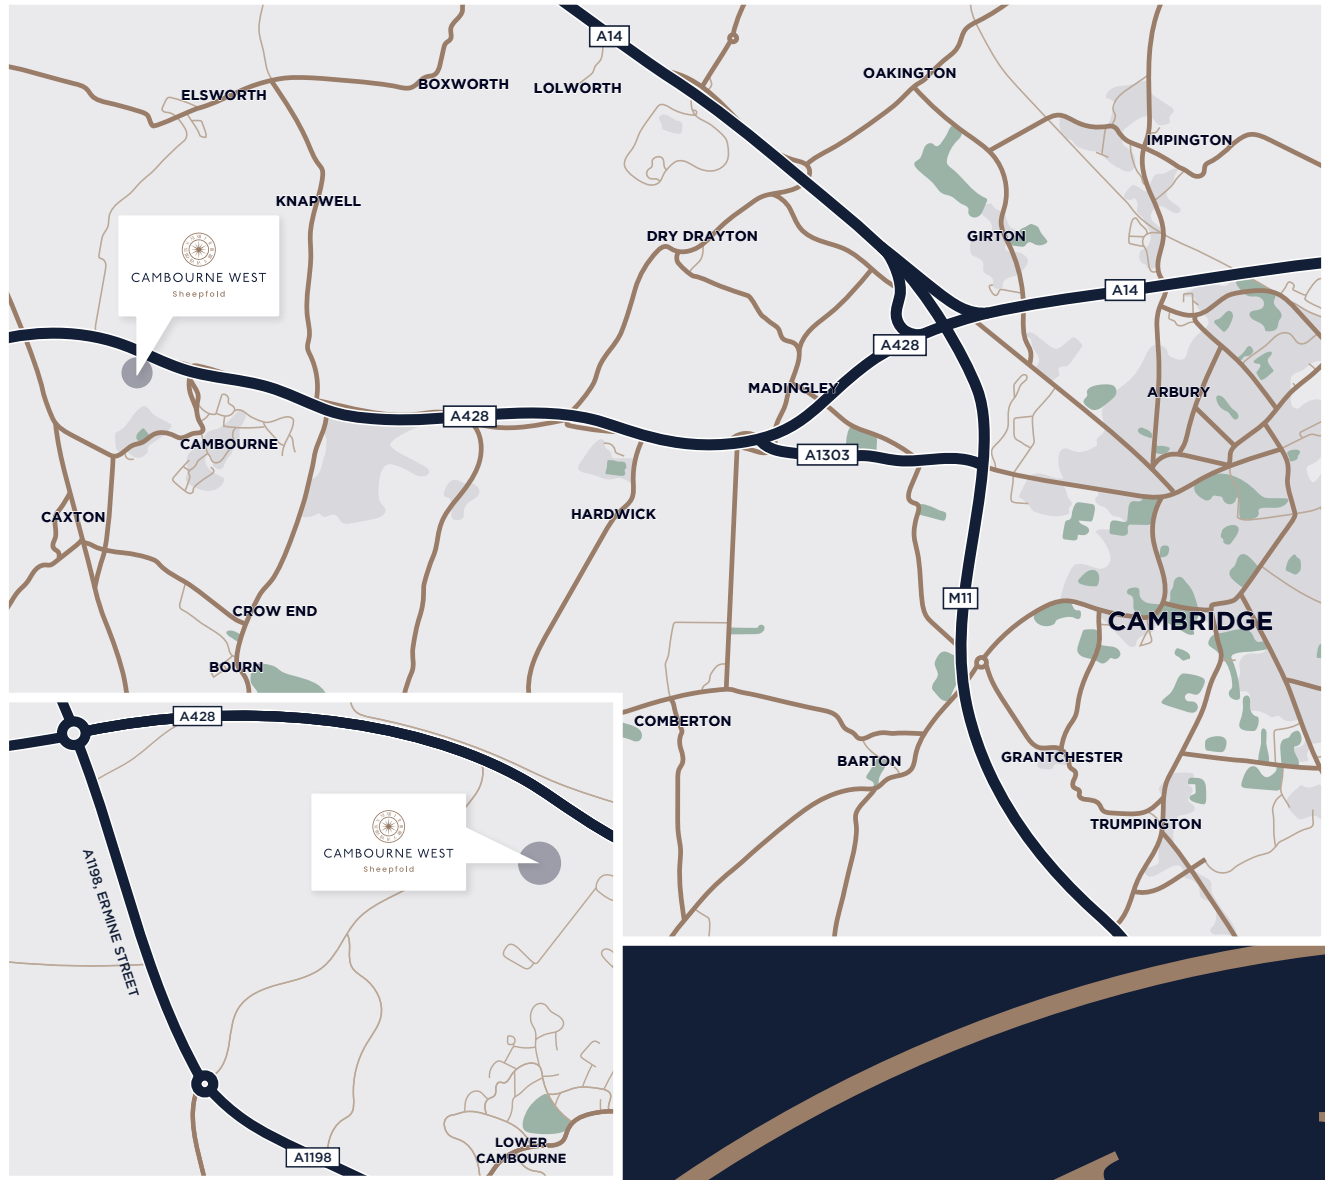 A14
OAKINGTON
ELSWORTH
BOXWORTH
LOLWORTH
IMPINGTON
KNAPWELL
DRY DRAYTON
GIRTON
CAMBOURNE WEST
Sheepfold
A14
A428
MADINGLEY
ARBURY
A428
CAMBOURNE
A1303
CAXTON
HARDWICK
M11
CROW END
CAMBRIDGE
BOURN
COMBERTON
BARTON
GRANTCHESTER
TRUMPINGTON
A428
CAMBOURNE WEST
Sheepfold
A1198, ERMINE STREET
LOWER
CAMBOURNE
A1198